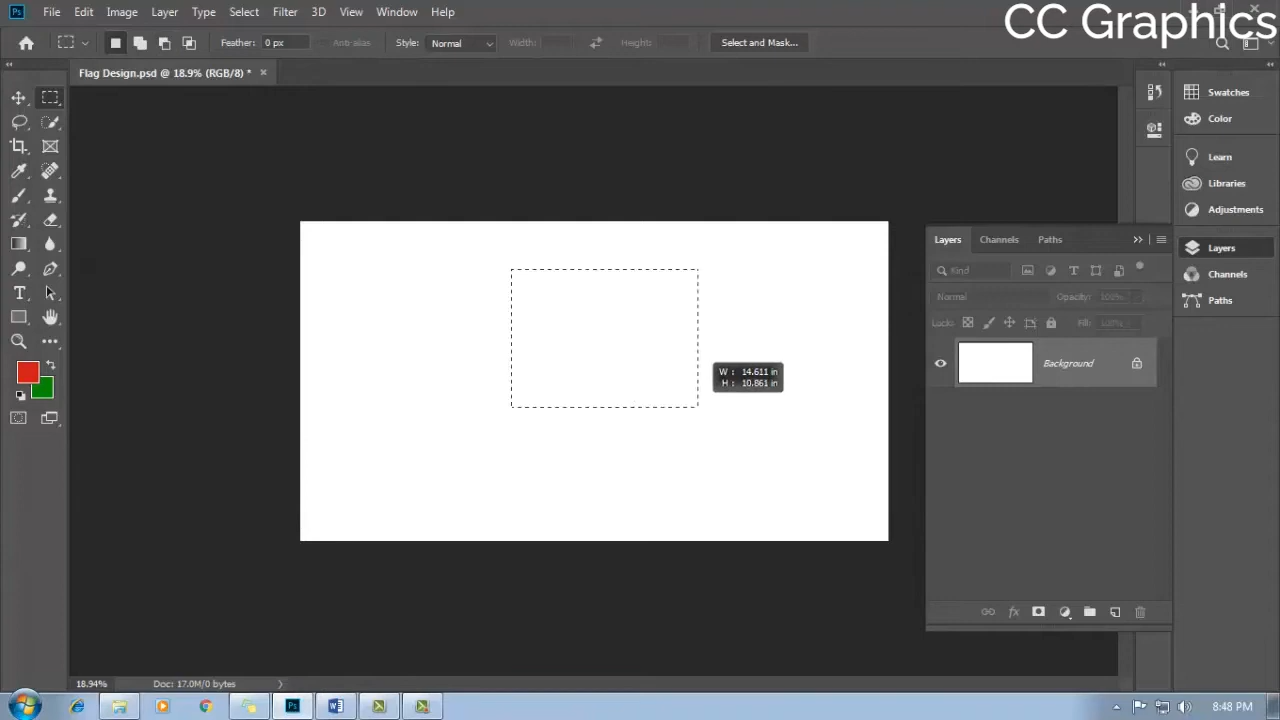 File Edit Image Layer Type Select Filter 3D View Window Help
CC Graphics
Feather: 0 px Anti-alias Style: Normal Width: Height: Select and Mask...
Flag Design.psd @ 18.9% (RGB/8) *
Swatches
Color
Learn
Libraries
Adjustments
Layers
Channels
Paths
Layers Channels Paths
Kind
Normal Opacity: 100%
Lock: Fill:
Background
W : 14.611 in
H : 10.861 in
18.94% Doc: 17.0M/0 bytes
8:48 PM